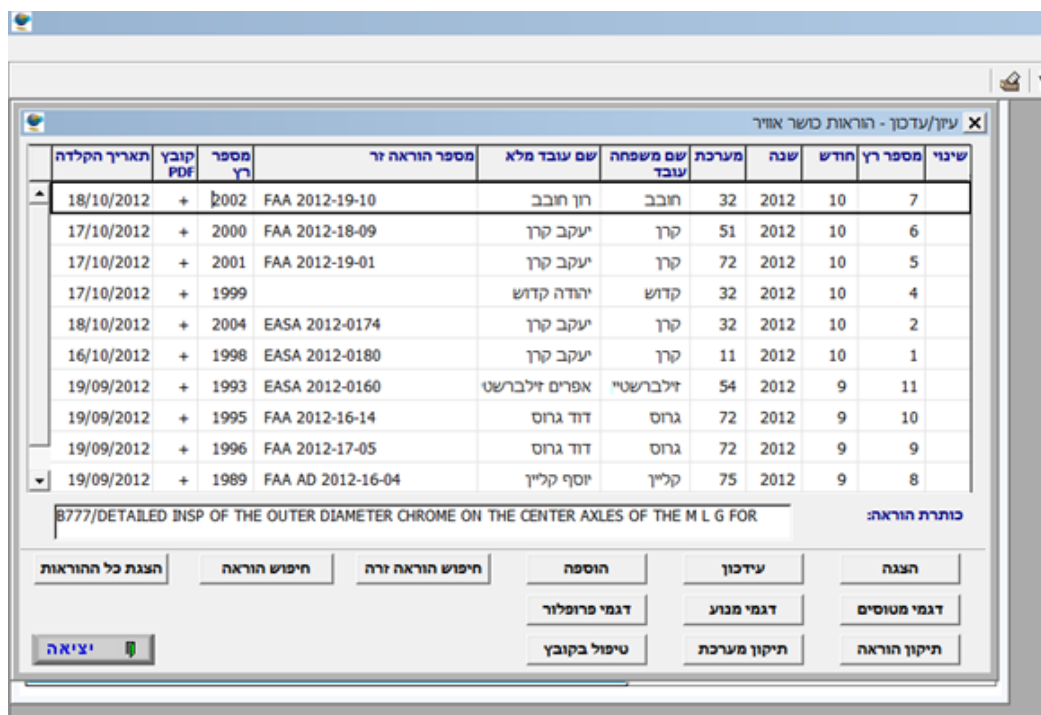 עיון/עדכון - הוראות כושר אוויר
שינוי מספר רץ חודש שנה מערכת שם משפחה עובד שם עובד מלא מספר הוראה זר מספר רץ קובץ PDF תאריך הקלדה
7 10 2012 32 חובב רון חובב FAA 2012-19-10 2002 + 18/10/2012
6 10 2012 51 קרן יעקב קרן FAA 2012-18-09 2000 + 17/10/2012
5 10 2012 72 קרן יעקב קרן FAA 2012-19-01 2001 + 17/10/2012
4 10 2012 32 קדוש יהודה קדוש 1999 + 17/10/2012
2 10 2012 32 קרן יעקב קרן EASA 2012-0174 2004 + 18/10/2012
1 10 2012 11 קרן יעקב קרן EASA 2012-0180 1998 + 16/10/2012
11 9 2012 54 זילברשטיי אפרים זילברשט EASA 2012-0160 1993 + 19/09/2012
10 9 2012 72 גרוס דוד גרוס FAA 2012-16-14 1995 + 19/09/2012
9 9 2012 72 גרוס דוד גרוס FAA 2012-17-05 1996 + 19/09/2012
8 9 2012 75 קליין יוסף קליין FAA AD 2012-16-04 1989 + 19/09/2012
כותרת הוראה: B777/DETAILED INSP OF THE OUTER DIAMETER CHROME ON THE CENTER AXLES OF THE M L G FOR
הצגה עידכון הוספה חיפוש הוראה זרה חיפוש הוראה הצגת כל ההוראות
דגמי מטוסים דגמי מנוע דגמי פרופלור
תיקון הוראה תיקון מערכת טיפול בקובץ יציאה